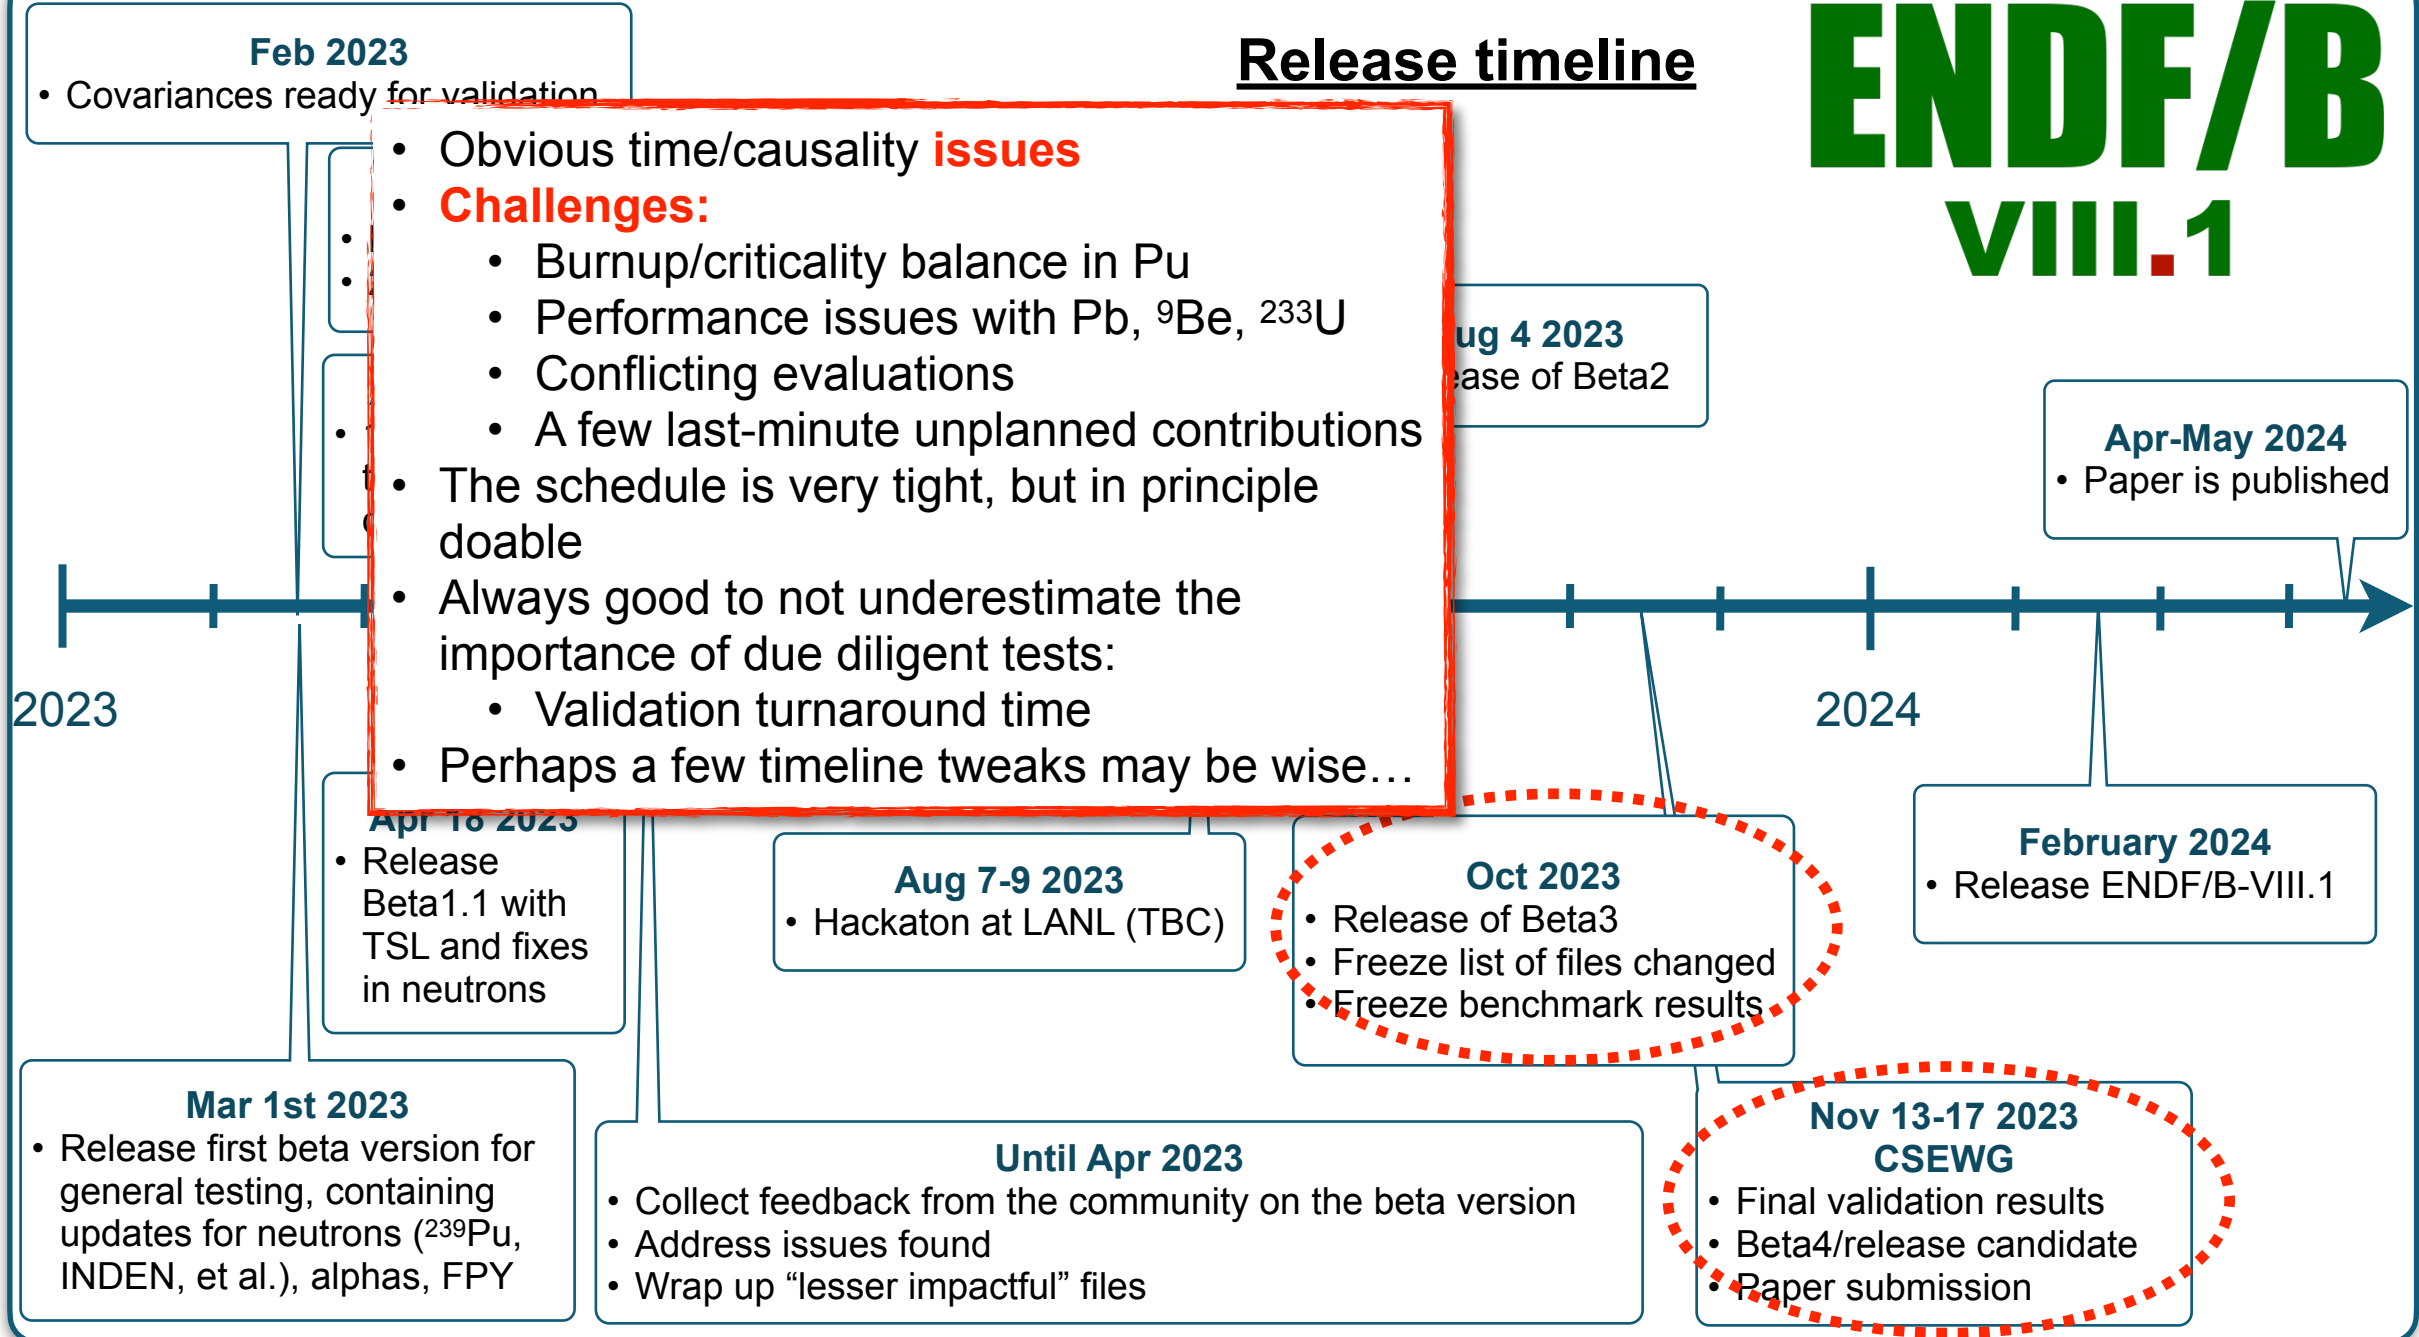 Release timeline
ENDF/B
VIII.1
Feb 2023
• Covariances ready for validation
• Obvious time/causality issues
• Challenges:
• Burnup/criticality balance in Pu
• Performance issues with Pb, ⁹Be, ²³³U
• Conflicting evaluations
• A few last-minute unplanned contributions
• The schedule is very tight, but in principle
doable
• Always good to not underestimate the
importance of due diligent tests:
• Validation turnaround time
• Perhaps a few timeline tweaks may be wise…
ug 4 2023
ease of Beta2
Apr-May 2024
• Paper is published
2023
2024
Apr 18 2023
• Release
Beta1.1 with
TSL and fixes
in neutrons
Aug 7-9 2023
• Hackaton at LANL (TBC)
Oct 2023
• Release of Beta3
• Freeze list of files changed
• Freeze benchmark results
February 2024
• Release ENDF/B-VIII.1
Mar 1st 2023
• Release first beta version for
general testing, containing
updates for neutrons (²³⁹Pu,
INDEN, et al.), alphas, FPY
Until Apr 2023
• Collect feedback from the community on the beta version
• Address issues found
• Wrap up “lesser impactful” files
Nov 13-17 2023
CSEWG
• Final validation results
• Beta4/release candidate
• Paper submission